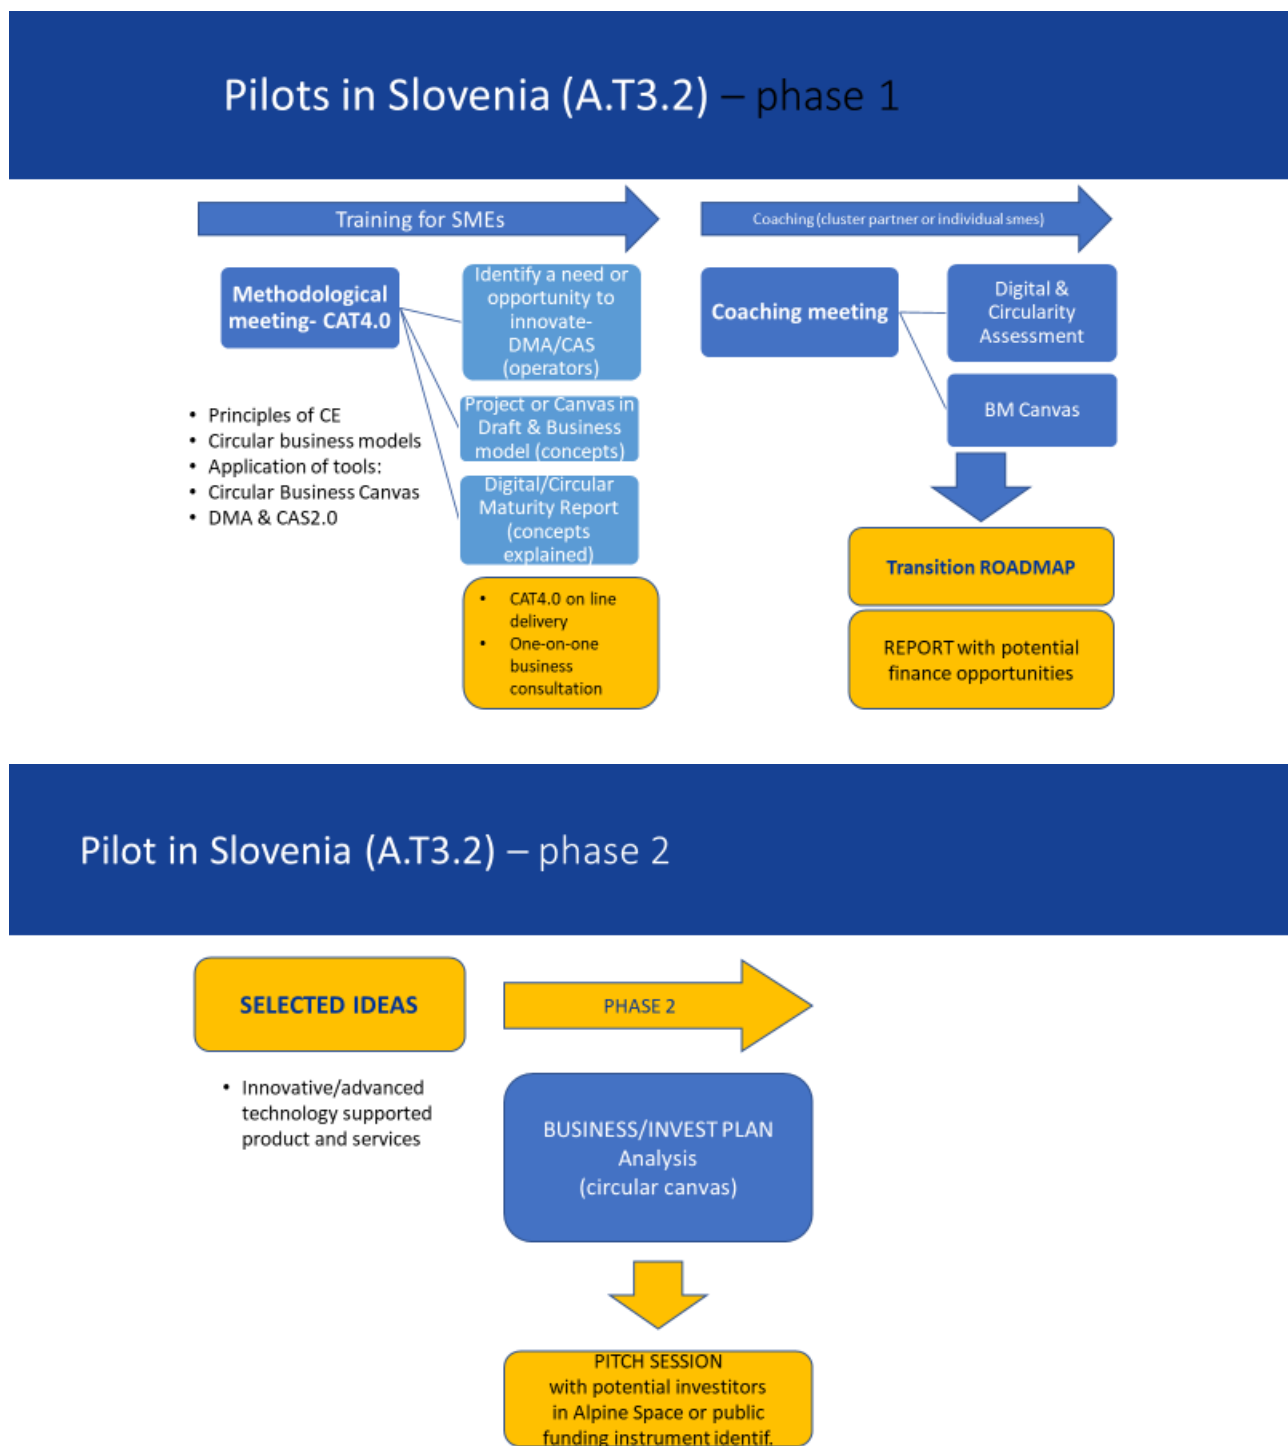 Pilots in Slovenia (A.T3.2) – phase 1
Training for SMEs
Methodological
meeting- CAT4.0
• Principles of CE
• Circular business models
• Application of tools:
• Circular Business Canvas
• DMA & CAS2.0
Identify a need or
opportunity to
innovate-
DMA/CAS
(operators)
Project or Canvas in
Draft & Business
model (concepts)
Digital/Circular
Maturity Report
(concepts
explained)
• CAT4.0 on line
delivery
• One-on-one
business
consultation
Coaching (cluster partner or individual smes)
Coaching meeting
Digital &
Circularity
Assessment
BM Canvas
Transition ROADMAP
REPORT with potential
finance opportunities
Pilot in Slovenia (A.T3.2) – phase 2
SELECTED IDEAS
• Innovative/advanced
technology supported
product and services
PHASE 2
BUSINESS/INVEST PLAN
Analysis
(circular canvas)
PITCH SESSION
with potential investitors
in Alpine Space or public
funding instrument identif.